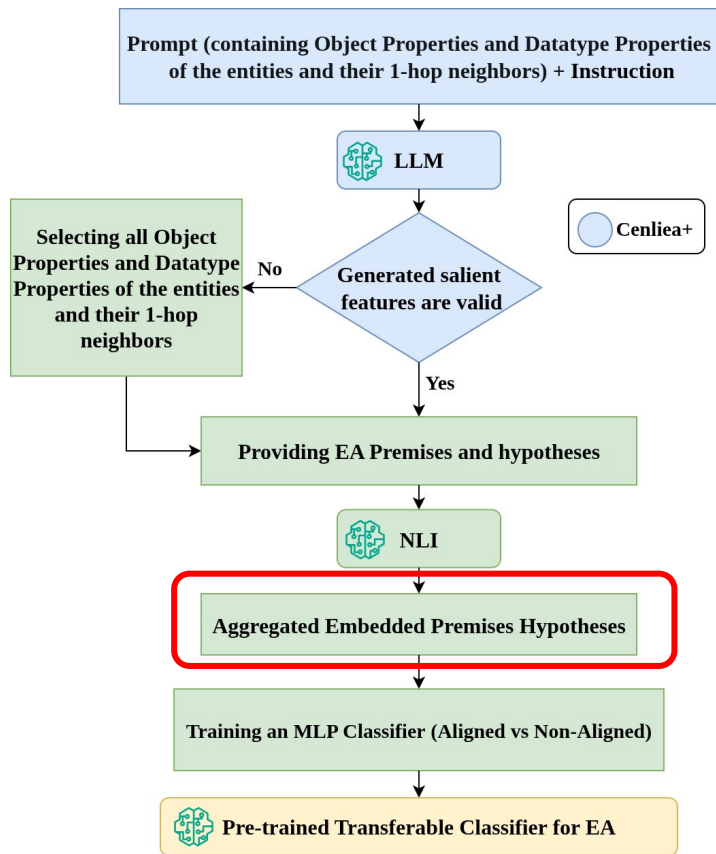 Prompt (containing Object Properties and Datatype Properties
of the entities and their 1-hop neighbors) + Instruction
LLM
Cenliea+
Selecting all Object
Properties and Datatype
Properties of the entities
and their 1-hop
neighbors
No
Generated salient
features are valid
Yes
Providing EA Premises and hypotheses
NLI
Aggregated Embedded Premises Hypotheses
Training an MLP Classifier (Aligned vs Non-Aligned)
Pre-trained Transferable Classifier for EA